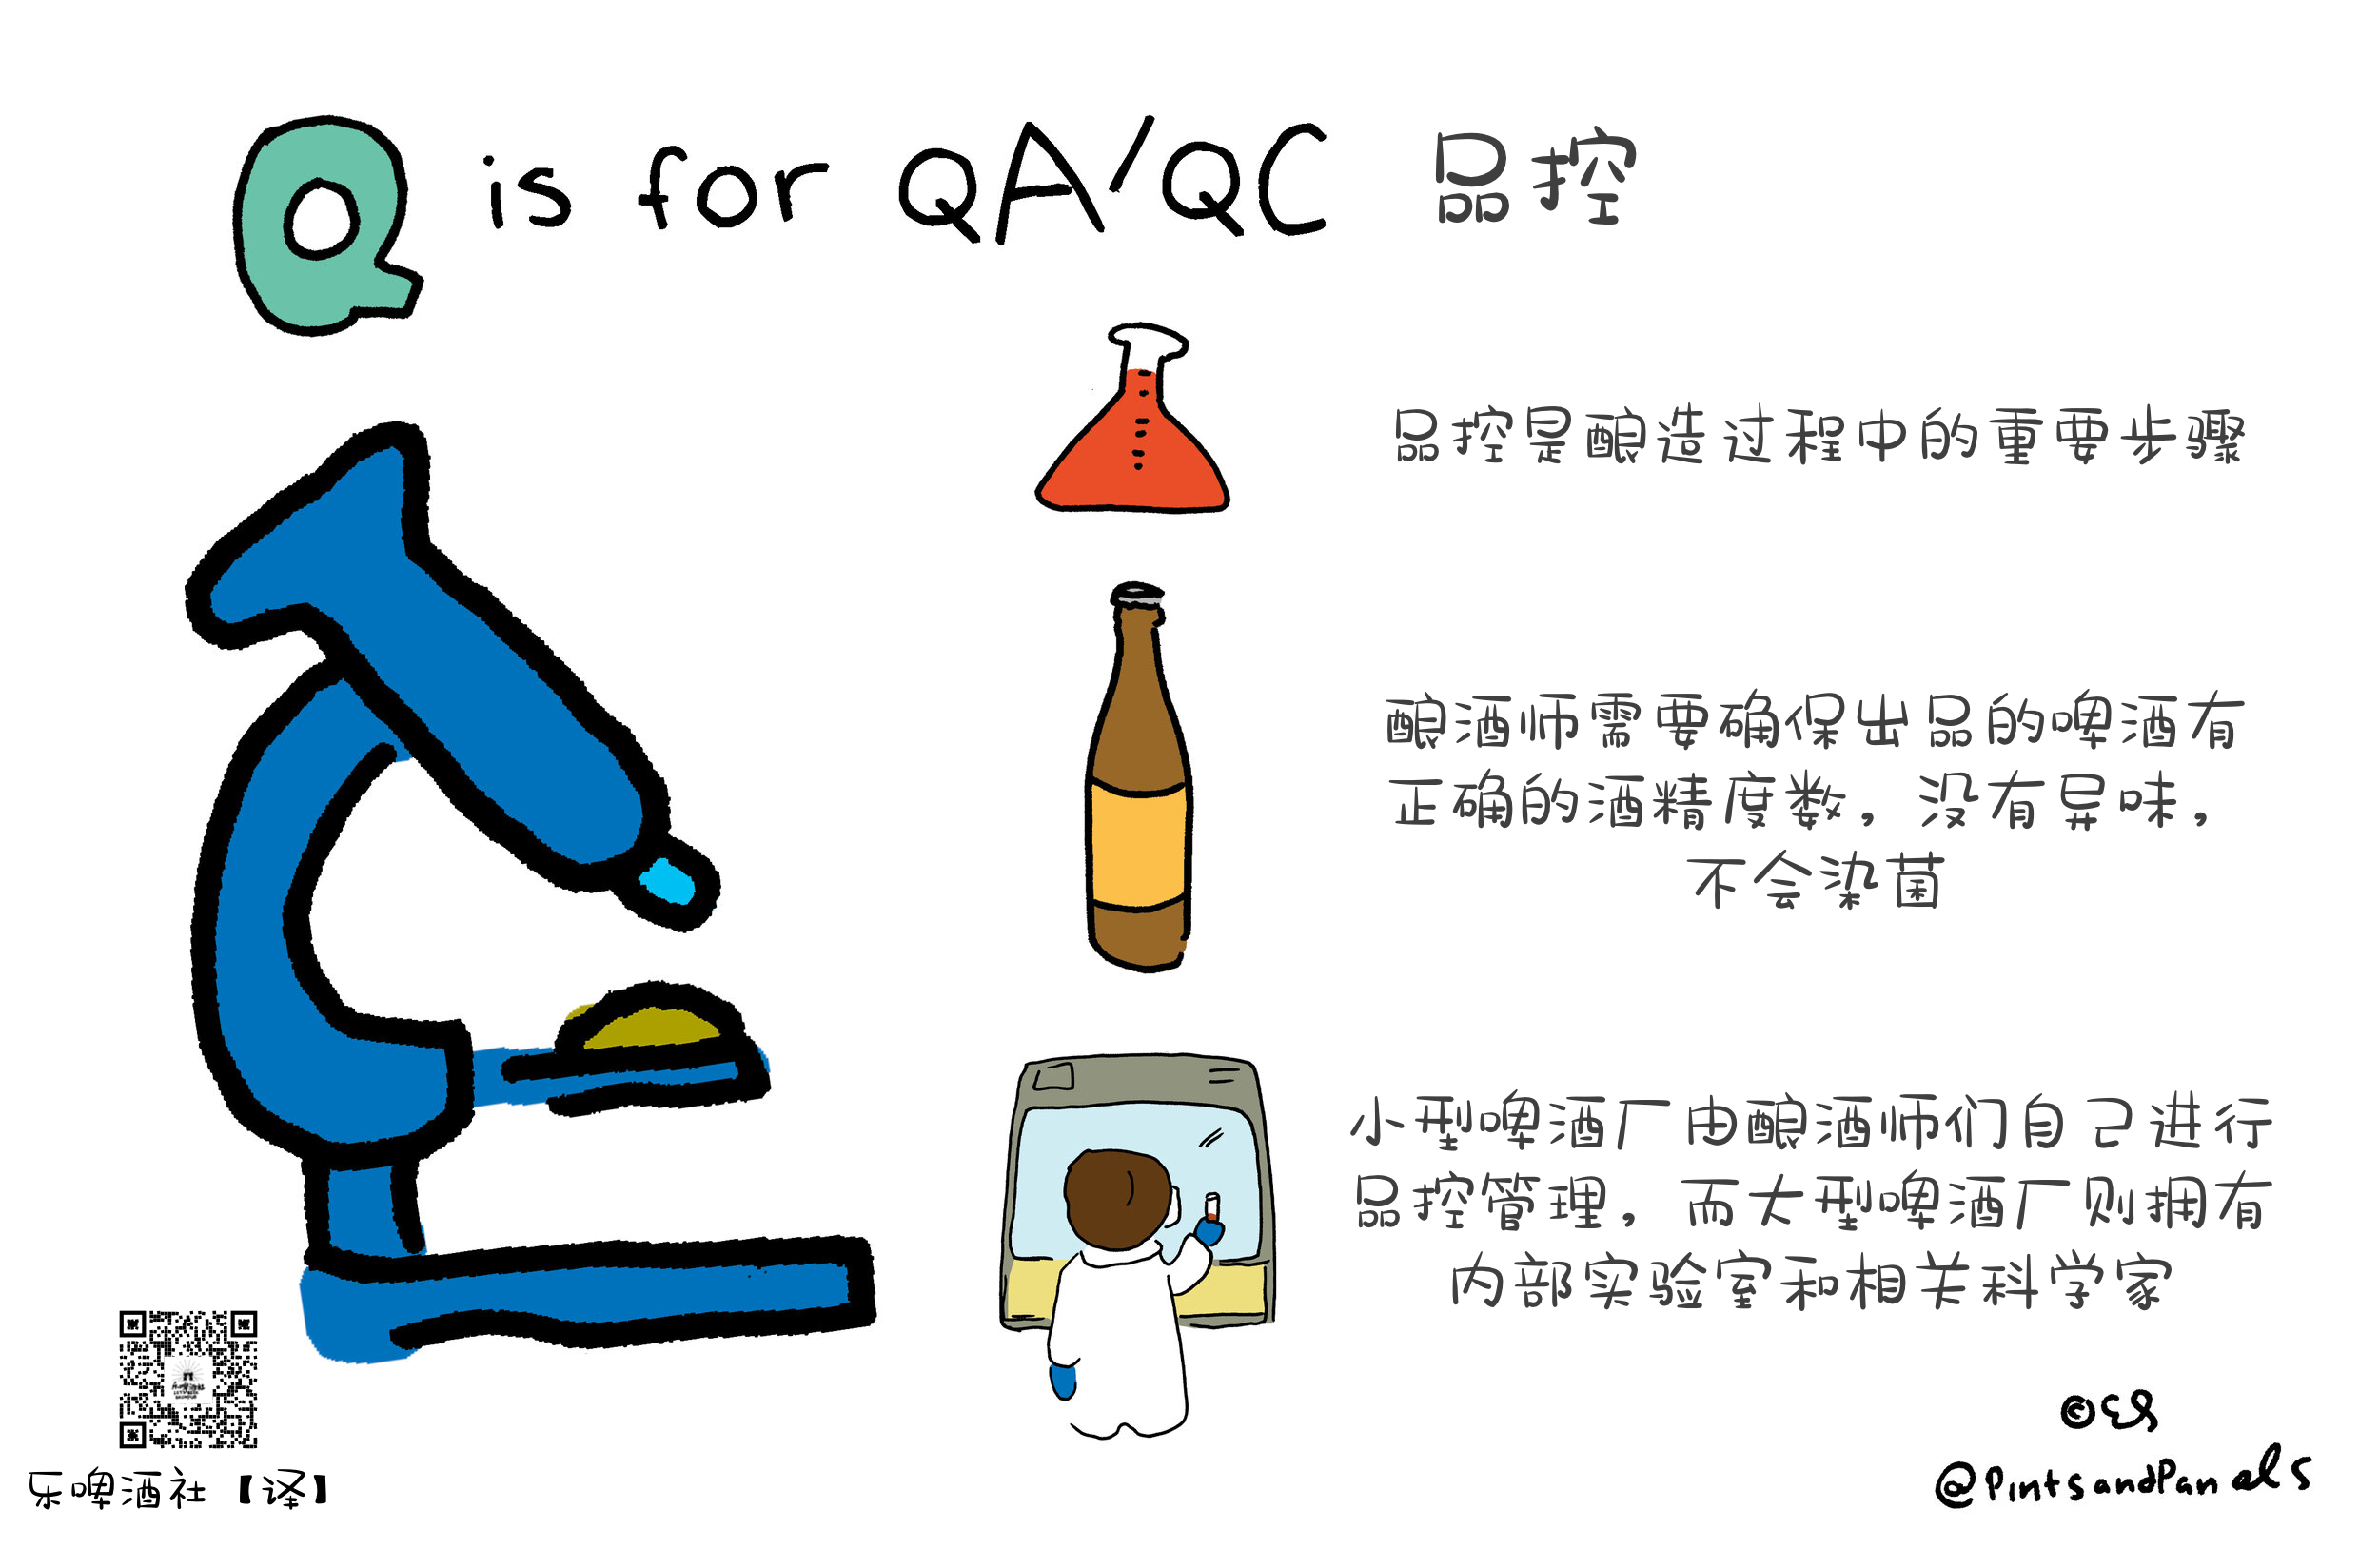 Q is for QA/QC 品控
品控是酿造过程中的重要步骤
酿酒师需要确保出品的啤酒有
正确的酒精度数，没有异味，
不会染菌
小型啤酒厂由酿酒师们自己进行
品控管理，而大型啤酒厂则拥有
内部实验室和相关科学家
©ES
@PintsandPanels
乐啤酒社【译】